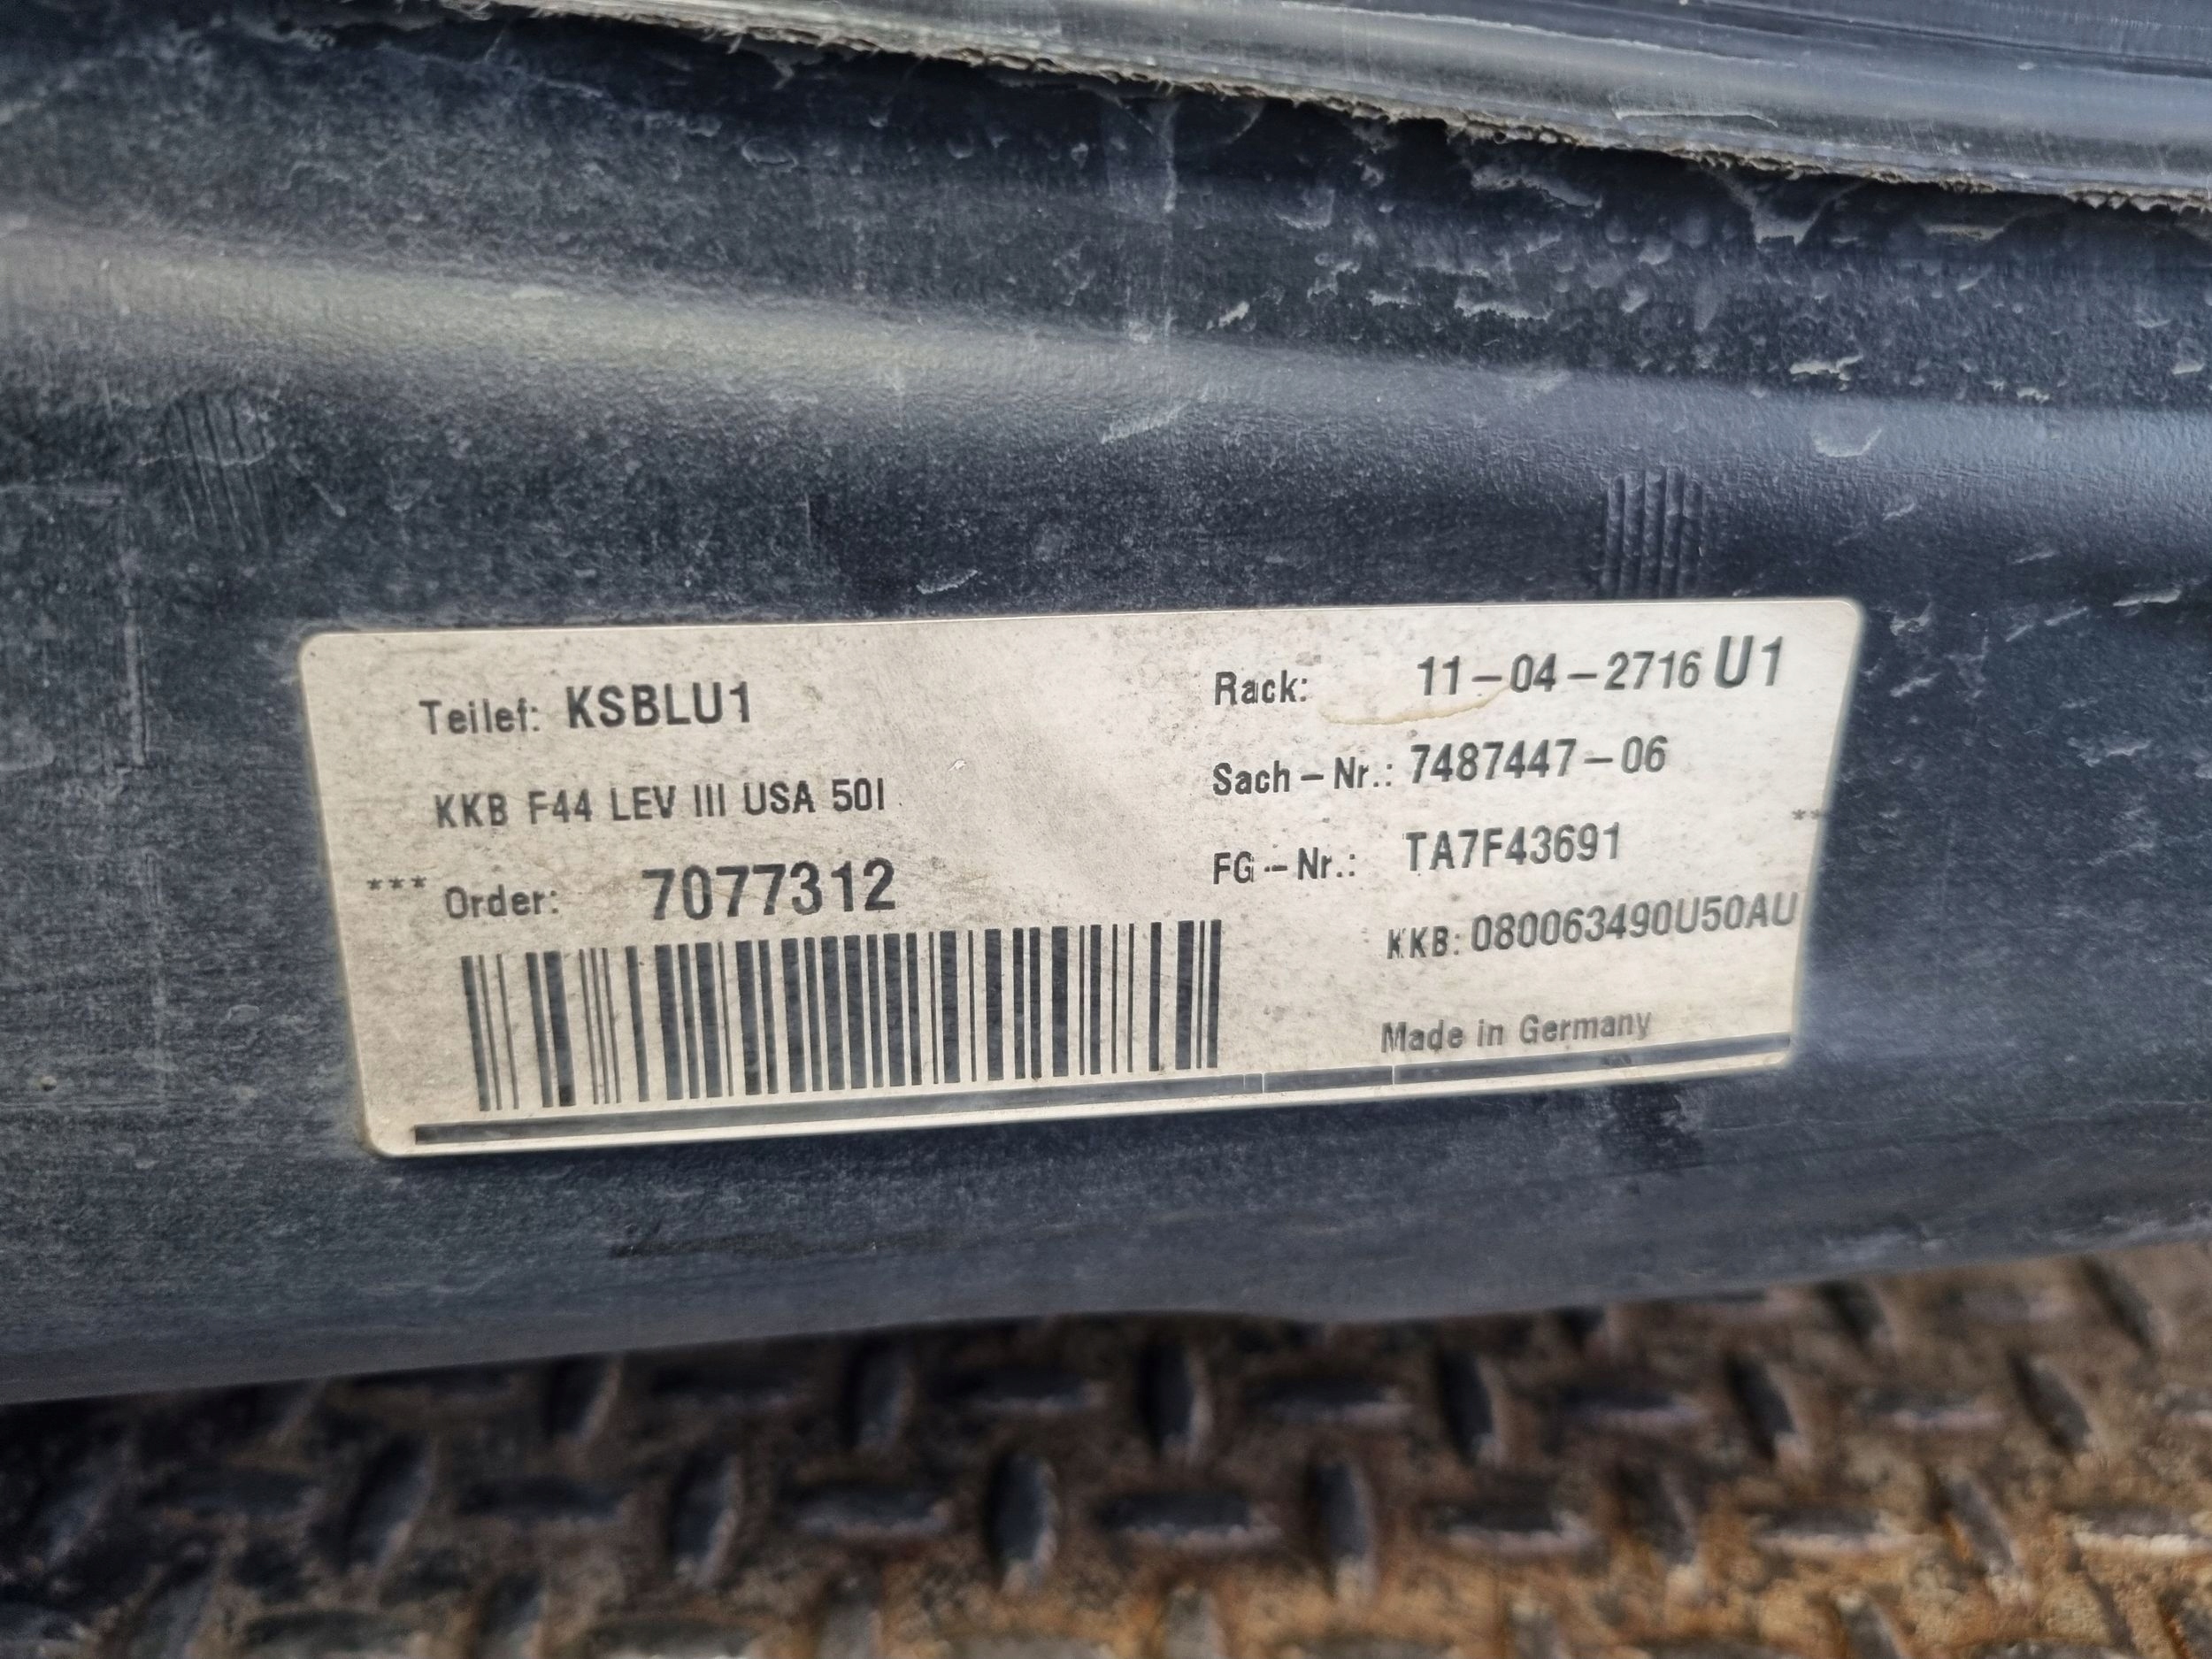 Teilef: KSBLU1
KKB F44 LEV III USA 50l
*** Order: 7077312
Rack: 11-04-2716 U1
Sach-Nr.: 7487447-06
**
FG-Nr.: TA7F43691
KKB: 080063490U50AU
Made in Germany